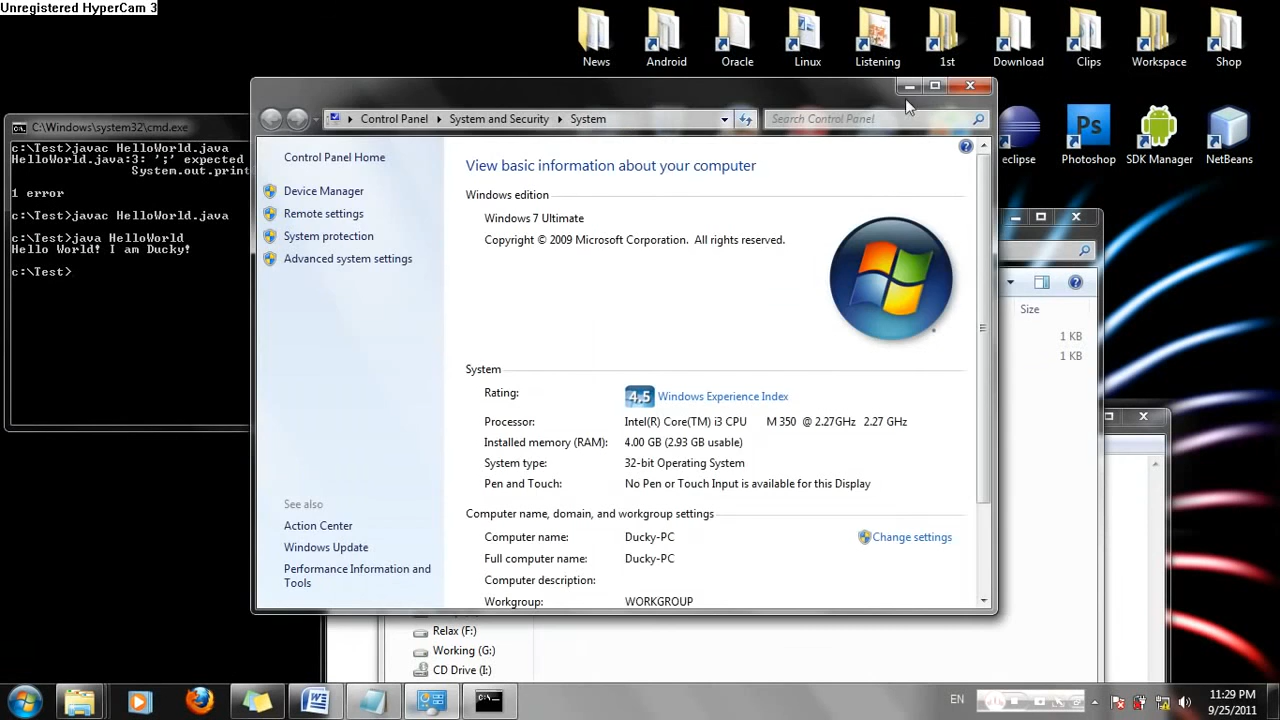 Unregistered HyperCam 3
News
Android
Oracle
Linux
Listening
1st
Download
Clips
Workspace
Shop
eclipse
Photoshop
SDK Manager
NetBeans
Ps
C:\Windows\system32\cmd.exe
c:\Test>javac HelloWorld.java
HelloWorld.java:3: ';' expected
System.out.print
1 error
c:\Test>javac HelloWorld.java
c:\Test>java HelloWorld
Hello World! I am Ducky!
c:\Test>
Control Panel
System and Security
System
Search Control Panel
Control Panel Home
Device Manager
Remote settings
System protection
Advanced system settings
See also
Action Center
Windows Update
Performance Information and
Tools
View basic information about your computer
Windows edition
Windows 7 Ultimate
Copyright © 2009 Microsoft Corporation. All rights reserved.
System
Rating: 4.5 Windows Experience Index
Processor: Intel(R) Core(TM) i3 CPU M 350 @ 2.27GHz 2.27 GHz
Installed memory (RAM): 4.00 GB (2.93 GB usable)
System type: 32-bit Operating System
Pen and Touch: No Pen or Touch Input is available for this Display
Computer name, domain, and workgroup settings
Computer name: Ducky-PC
Change settings
Full computer name: Ducky-PC
Computer description:
Workgroup: WORKGROUP
Size
1 KB
1 KB
Relax (F:)
Working (G:)
CD Drive (I:)
EN
11:29 PM
9/25/2011